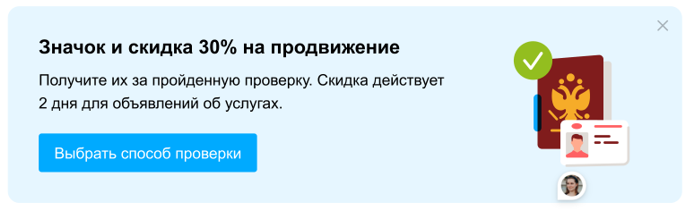 Значок и скидка 30% на продвижение
Получите их за пройденную проверку. Скидка действует
2 дня для объявлений об услугах.
Выбрать способ проверки